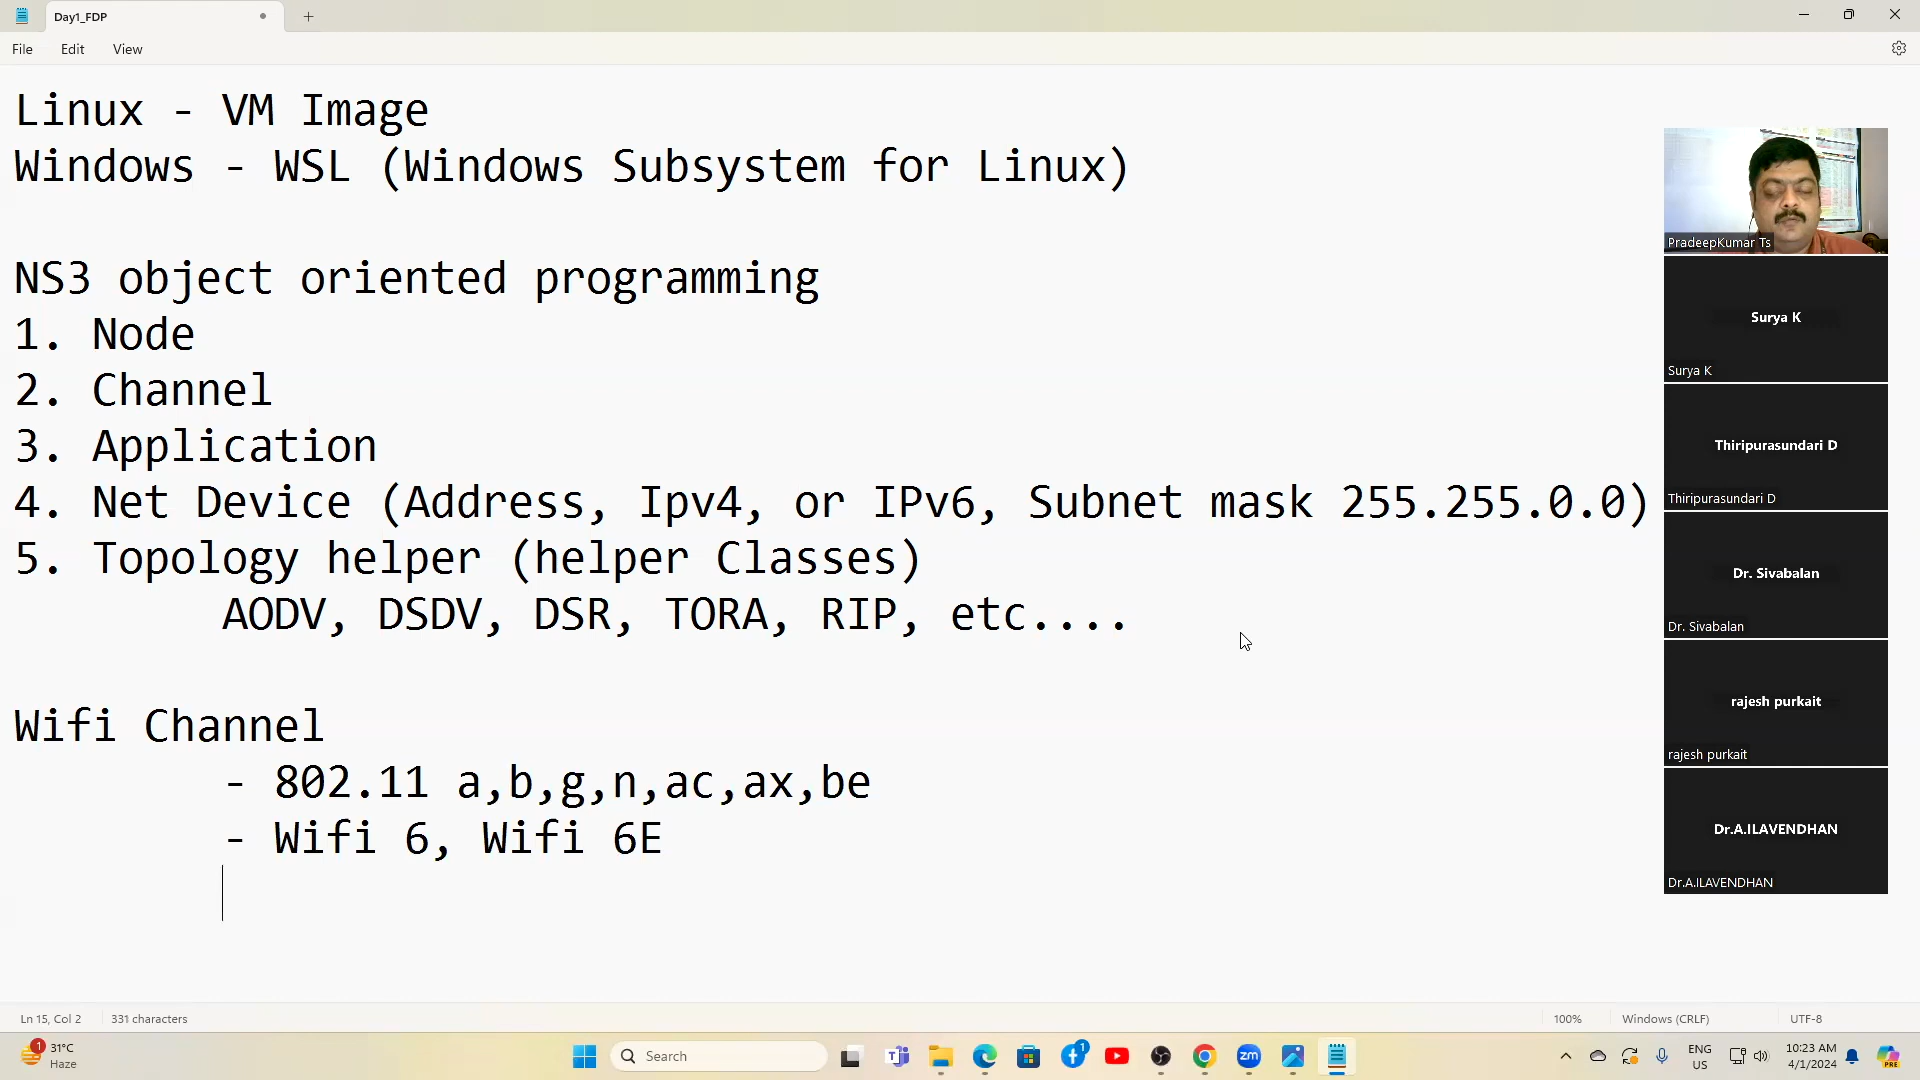 Day1_FDP
File Edit View
Linux - VM Image
Windows - WSL (Windows Subsystem for Linux)
NS3 object oriented programming
1. Node
2. Channel
3. Application
4. Net Device (Address, Ipv4, or IPv6, Subnet mask 255.255.0.0)
5. Topology helper (helper Classes)
AODV, DSDV, DSR, TORA, RIP, etc....
Wifi Channel
- 802.11 a,b,g,n,ac,ax,be
- Wifi 6, Wifi 6E
PradeepKumar Ts
Surya K
Surya K
Thiripurasundari D
Thiripurasundari D
Dr. Sivabalan
Dr. Sivabalan
rajesh purkait
rajesh purkait
Dr.A.ILAVENDHAN
Dr.A.ILAVENDHAN
Ln 15, Col 2 331 characters 100% Windows (CRLF) UTF-8
1
31°C
Haze
Search
1
zm
ENG
US
10:23 AM
4/1/2024
PRE